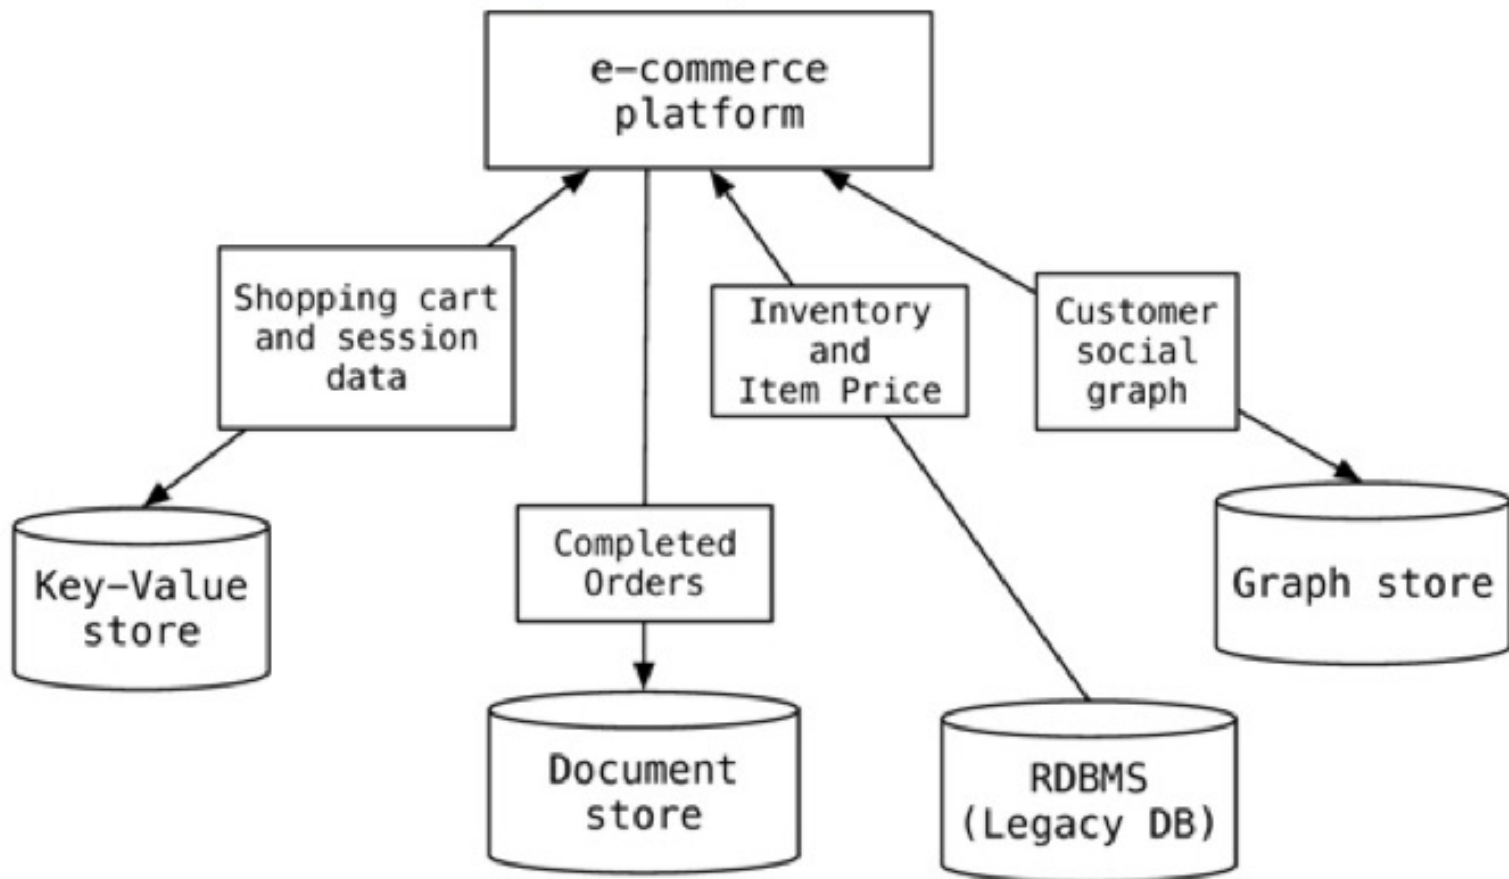 e-commerce
platform
Shopping cart
and session
data
Inventory
and
Item Price
Customer
social
graph
Completed
Orders
Key-Value
store
Graph store
Document
store
RDBMS
(Legacy DB)